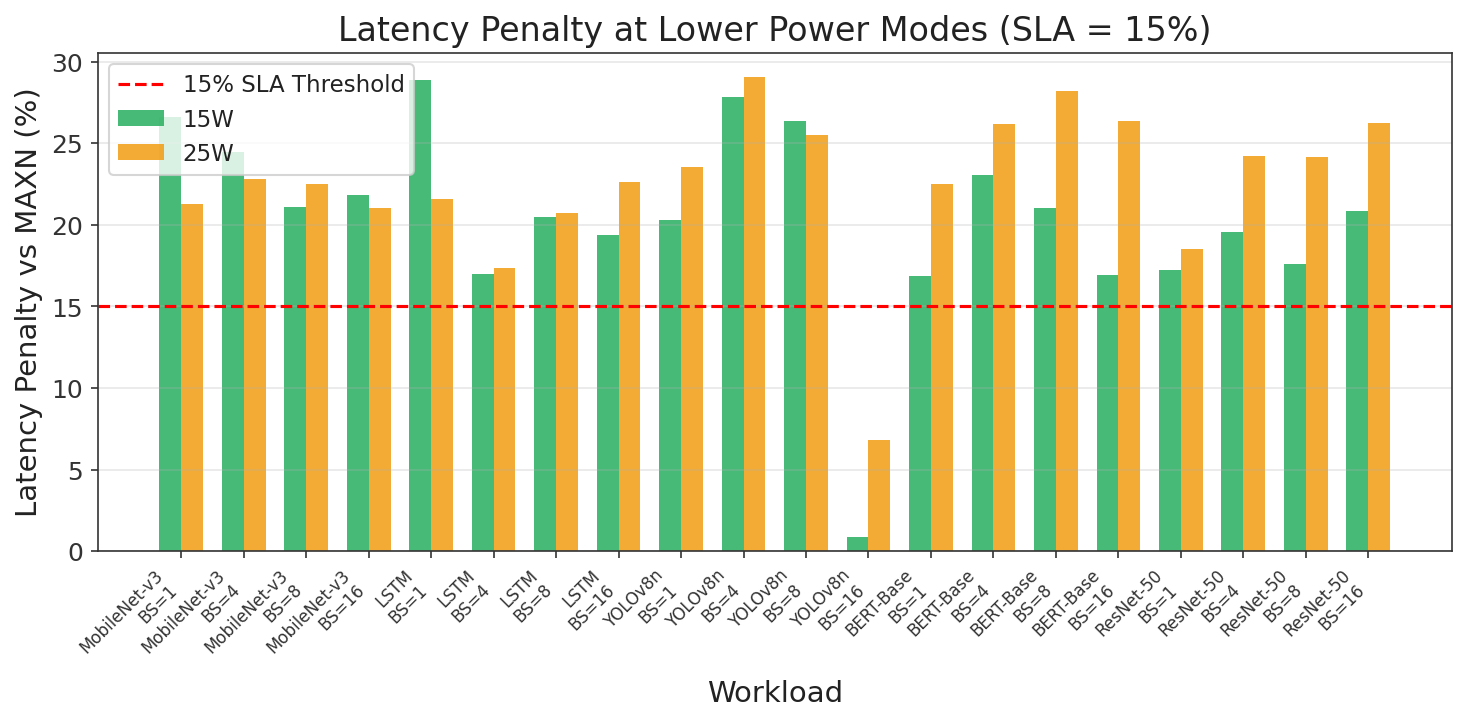 Latency Penalty at Lower Power Modes (SLA = 15%)
Latency Penalty vs MAXN (%)
30
25
20
15
10
5
0
15% SLA Threshold
15W
25W
MobileNet-v3
BS=1
MobileNet-v3
BS=4
MobileNet-v3
BS=8
MobileNet-v3
BS=16
LSTM
BS=1
LSTM
BS=4
LSTM
BS=8
LSTM
BS=16
YOLOv8n
BS=1
YOLOv8n
BS=4
YOLOv8n
BS=8
YOLOv8n
BS=16
BERT-Base
BS=1
BERT-Base
BS=4
BERT-Base
BS=8
BERT-Base
BS=16
ResNet-50
BS=1
ResNet-50
BS=4
ResNet-50
BS=8
ResNet-50
BS=16
Workload